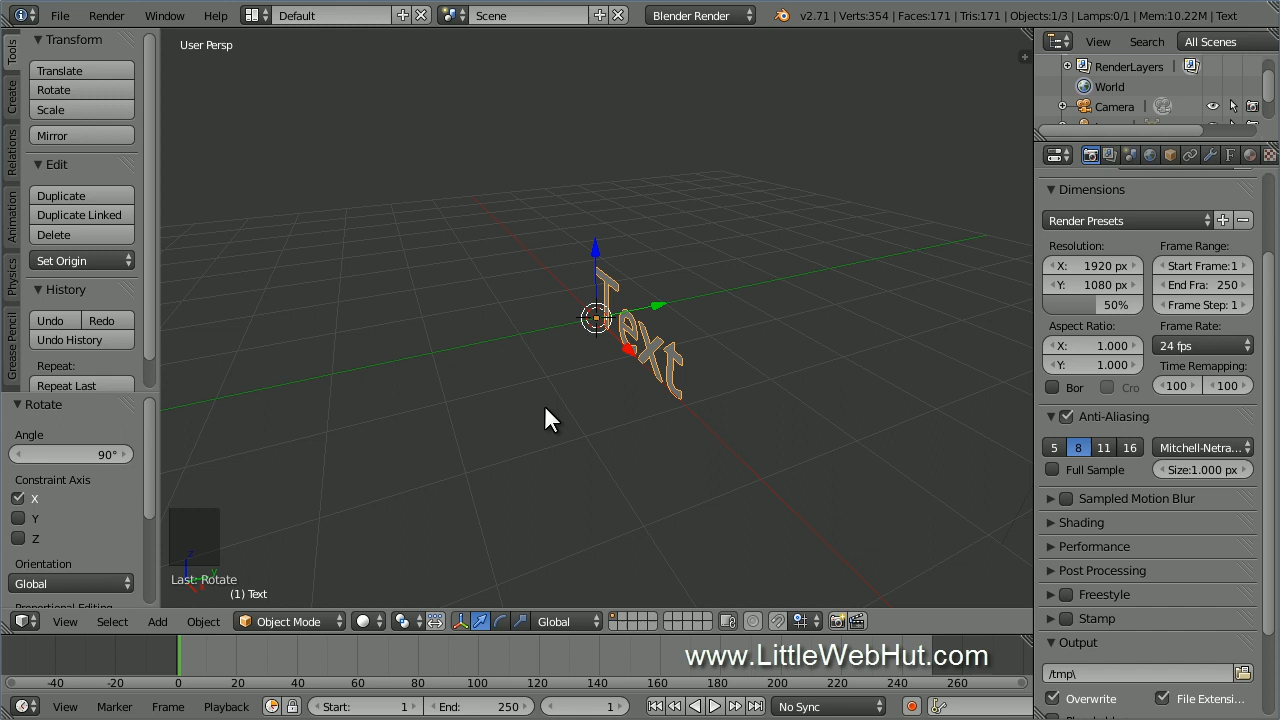 File Render Window Help Default Scene Blender Render v2.71 | Verts:354 | Faces:171 | Tris:171 | Objects:1/3 | Lamps:0/1 | Mem:10.22M | Text
Tools
Create
Relations
Animation
Physics
Grease Pencil
Transform
Translate
Rotate
Scale
Mirror
Edit
Duplicate
Duplicate Linked
Delete
Set Origin
History
Undo Redo
Undo History
Repeat:
Repeat Last
Rotate
Angle
90°
Constraint Axis
X
Y
Z
Orientation
Global
Proportional Editing
User Persp
Text
z
y
Last: Rotate
(1) Text
View Select Add Object Object Mode Global
-40 -20 0 20 40 60 80 100 120 140 160 180 200 220 240 260
www.LittleWebHut.com
View Marker Frame Playback Start: 1 End: 250 1 No Sync
View Search All Scenes
RenderLayers
World
Camera
Dimensions
Render Presets
Resolution: Frame Range:
X: 1920 px Start Frame:1
Y: 1080 px End Fra: 250
50% Frame Step: 1
Aspect Ratio: Frame Rate:
X: 1.000 24 fps
Y: 1.000 Time Remapping:
Bor Cro 100 100
Anti-Aliasing
5 8 11 16 Mitchell-Netra...
Full Sample Size:1.000 px
Sampled Motion Blur
Shading
Performance
Post Processing
Freestyle
Stamp
Output
/tmp\
Overwrite File Extensi...